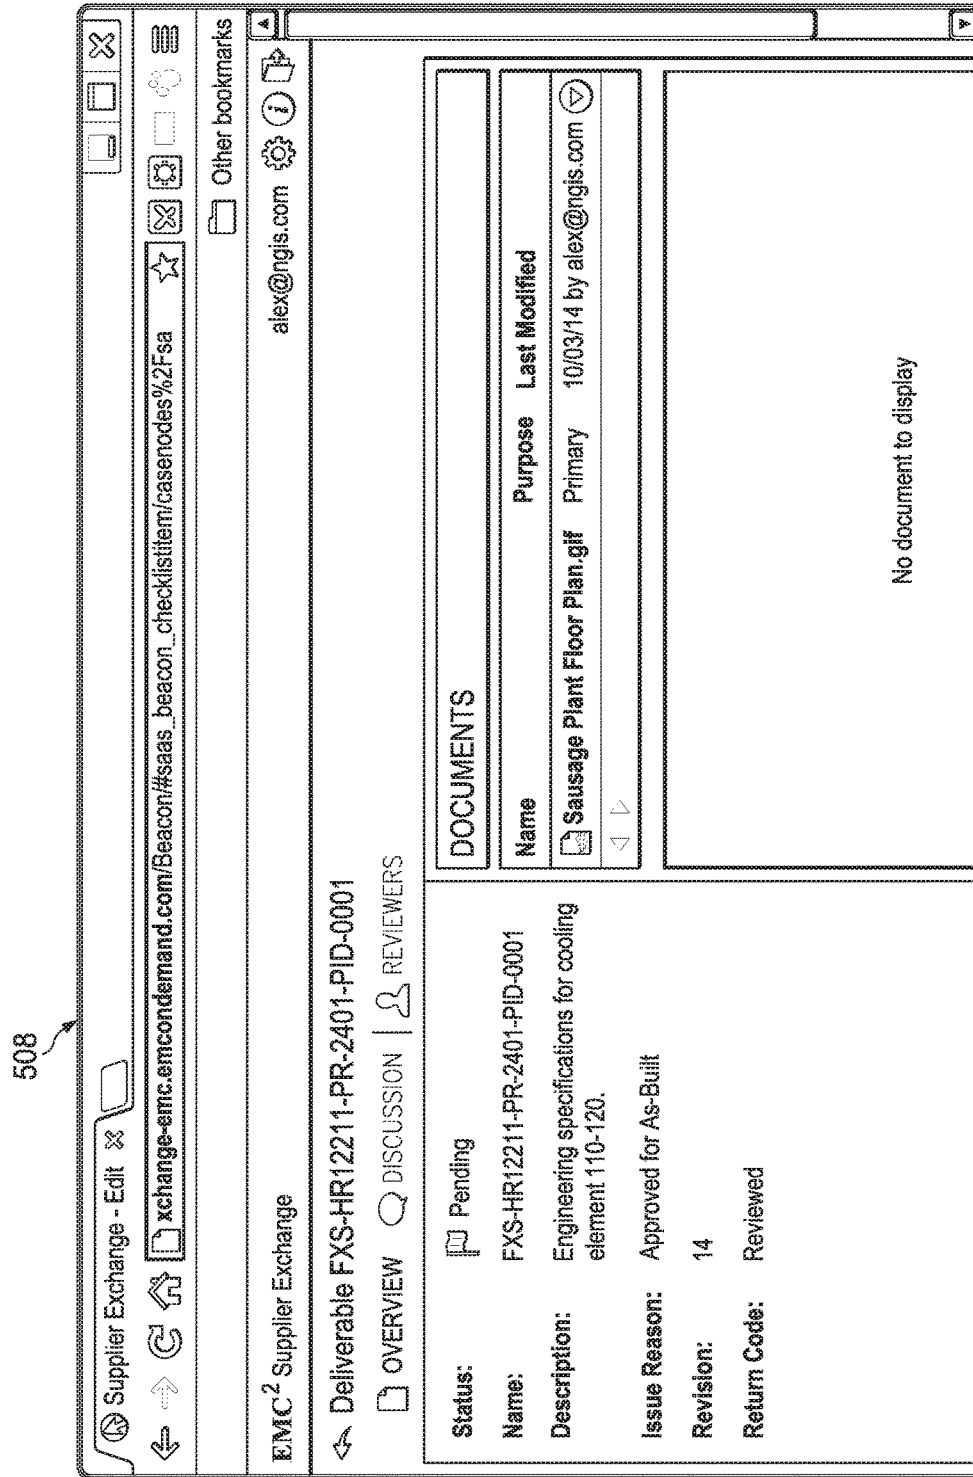 508
Supplier Exchange - Edit
xchange-emc.emcondemand.com/Beacon/#saas_beacon_checklistitem/casenodes%2Fsa
Other bookmarks
EMC2 Supplier Exchange
alex@ngis.com
Deliverable FXS-HR12211-PR-2401-PID-0001
OVERVIEW DISCUSSION | REVIEWERS
Status: Pending
Name: FXS-HR12211-PR-2401-PID-0001
Description: Engineering specifications for cooling
element 110-120.
Issue Reason: Approved for As-Built
Revision: 14
Return Code: Reviewed
DOCUMENTS
Name Purpose Last Modified
Sausage Plant Floor Plan.gif Primary 10/03/14 by alex@ngis.com
No document to display